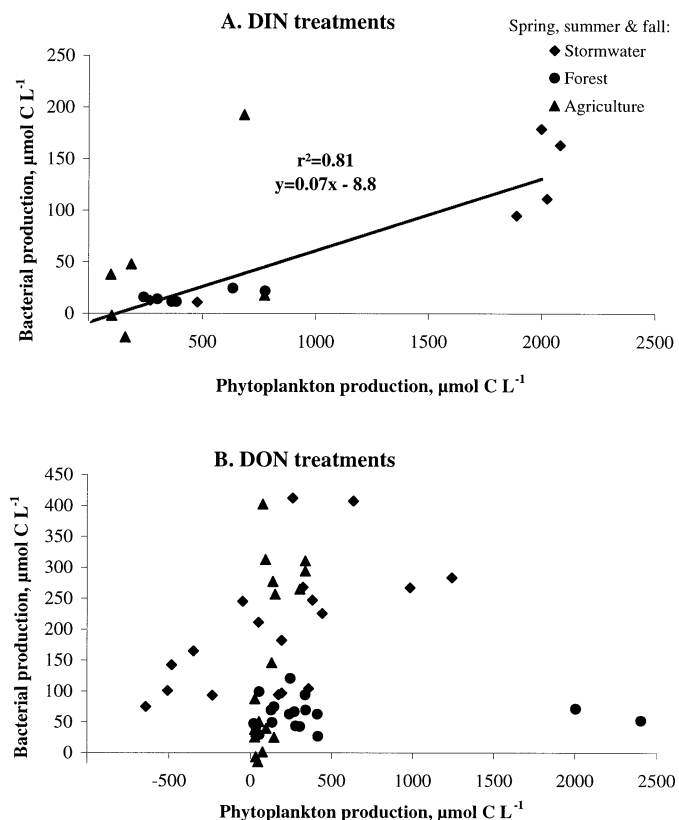 A. DIN treatments
Spring, summer & fall:
Stormwater
Forest
Agriculture
Bacterial production, µmol C L⁻¹
250
200
150
100
50
0
r²=0.81
y=0.07x - 8.8
500 1000 1500 2000 2500
Phytoplankton production, µmol C L⁻¹
B. DON treatments
Bacterial production, µmol C L⁻¹
450
400
350
300
250
200
150
100
50
0
-500 0 500 1000 1500 2000 2500
Phytoplankton production, µmol C L⁻¹